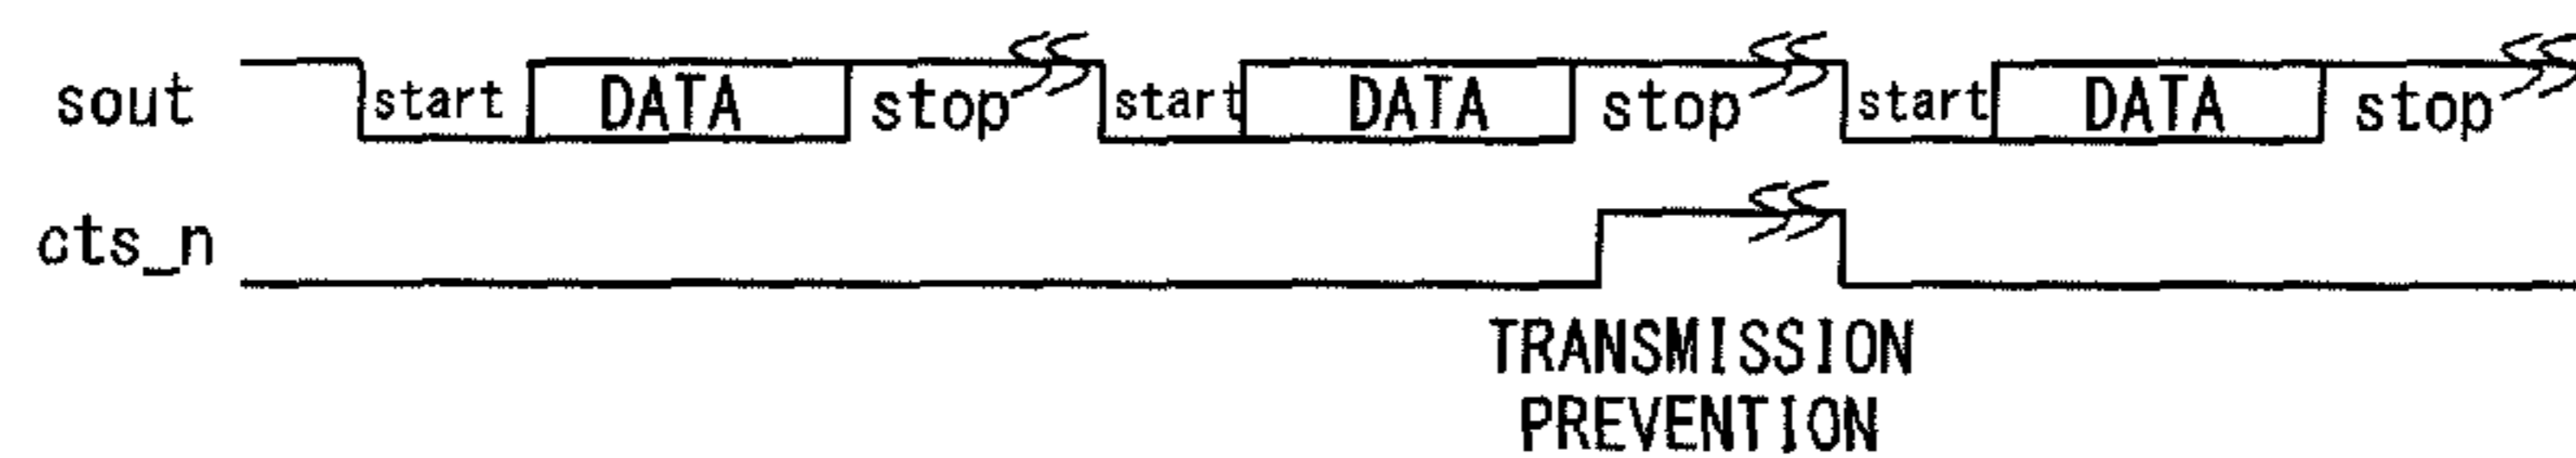 sout start DATA stop start DATA stop start DATA stop
cts_n
TRANSMISSION
PREVENTION